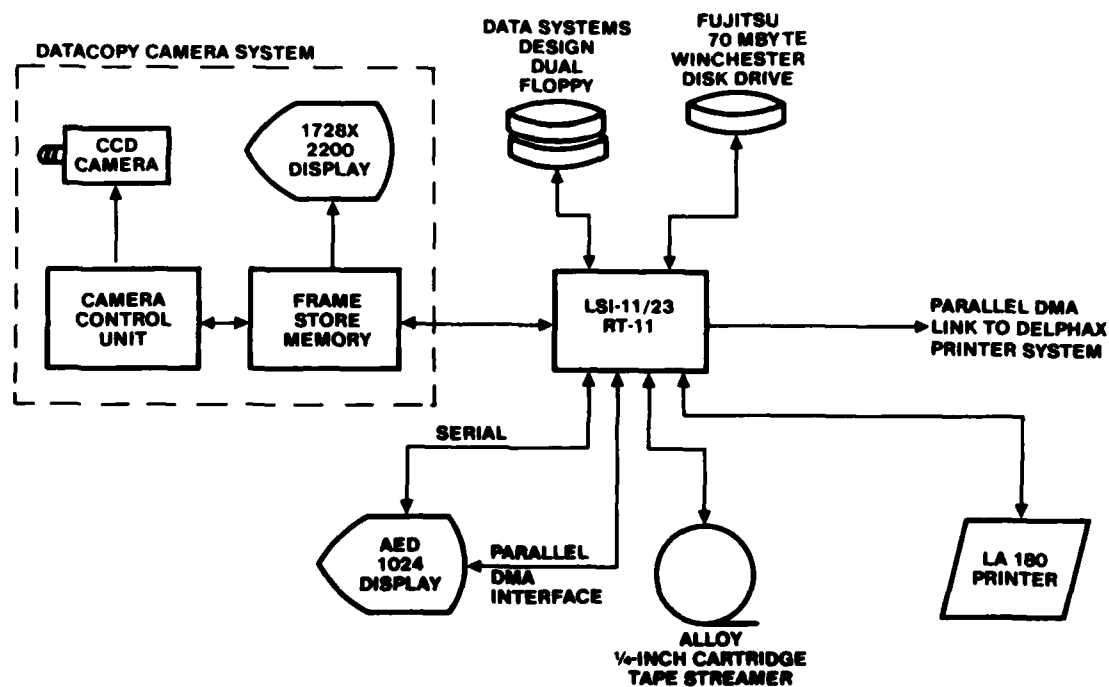 DATACOPY CAMERA SYSTEM
CCD
CAMERA
1728X
2200
DISPLAY
CAMERA
CONTROL
UNIT
FRAME
STORE
MEMORY
DATA SYSTEMS
DESIGN
DUAL
FLOPPY
FUJITSU
70 MBYTE
WINCHESTER
DISK DRIVE
LSI-11/23
RT-11
PARALLEL DMA
LINK TO DELPHAX
PRINTER SYSTEM
SERIAL
AED
1024
DISPLAY
PARALLEL
DMA
INTERFACE
ALLOY
¼-INCH CARTRIDGE
TAPE STREAMER
LA 180
PRINTER